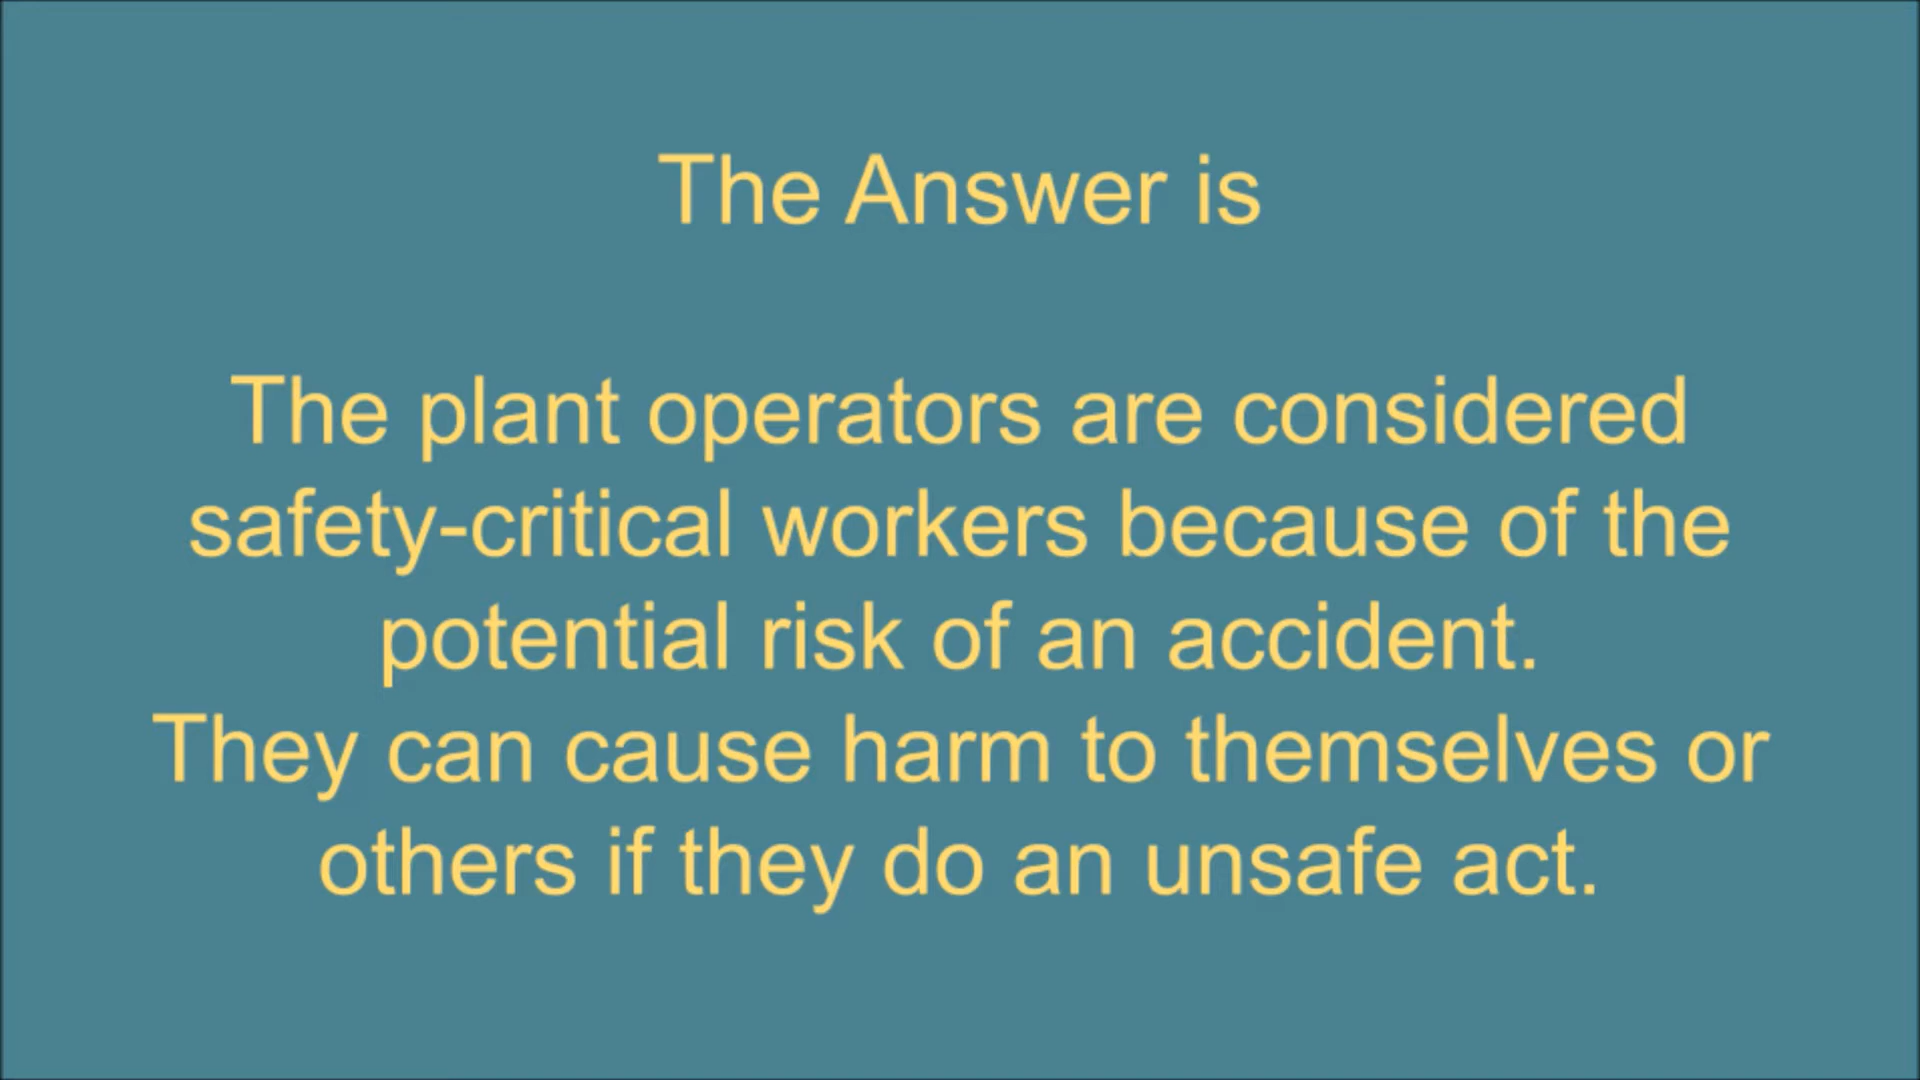 The Answer is
The plant operators are considered
safety-critical workers because of the
potential risk of an accident.
They can cause harm to themselves or
others if they do an unsafe act.